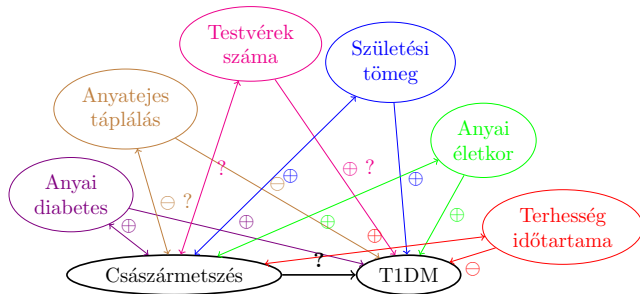 Testvérek
száma
Születési
tömeg
Anyatejes
táplálás
Anyai
életkor
Anyai
diabetes
Terhesség
időtartama
? ⊕ ?
⊖ ⊕ ⊕
⊖ ?
⊕ ⊕ ⊕ ⊕ ⊕
?
⊖
Császármetszés
T1DM